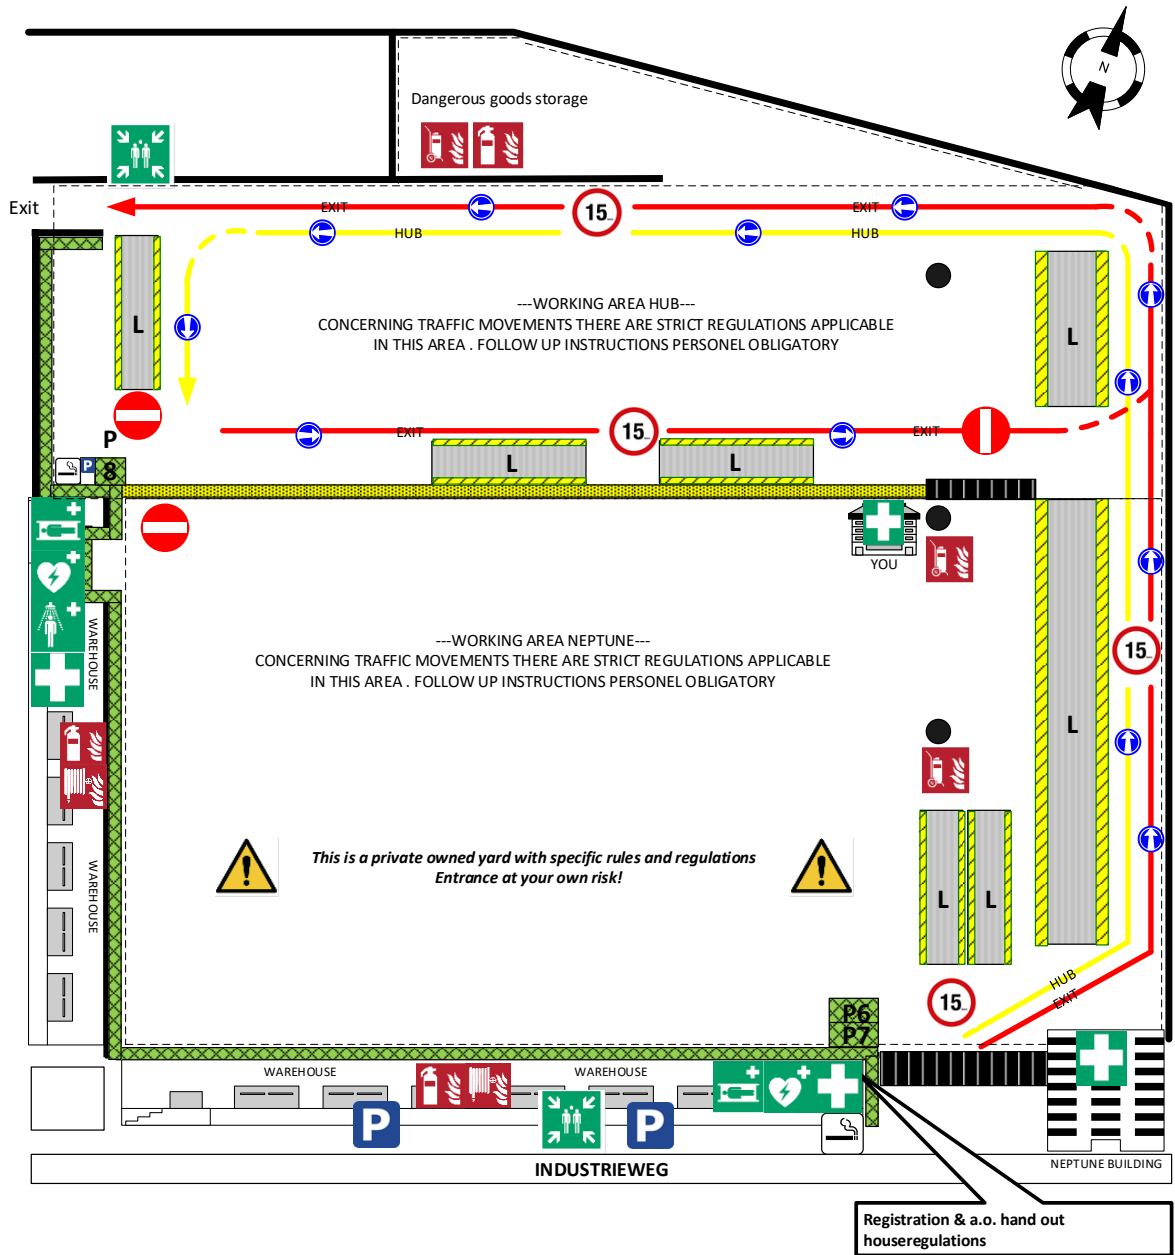 N
Dangerous goods storage
Exit
EXIT
15
EXIT
HUB
HUB
---WORKING AREA HUB---
CONCERNING TRAFFIC MOVEMENTS THERE ARE STRICT REGULATIONS APPLICABLE
IN THIS AREA . FOLLOW UP INSTRUCTIONS PERSONEL OBLIGATORY
L
L
P
EXIT
15
EXIT
L
L
P
8
YOU
WAREHOUSE
---WORKING AREA NEPTUNE---
CONCERNING TRAFFIC MOVEMENTS THERE ARE STRICT REGULATIONS APPLICABLE
IN THIS AREA . FOLLOW UP INSTRUCTIONS PERSONEL OBLIGATORY
15
L
WAREHOUSE
This is a private owned yard with specific rules and regulations
Entrance at your own risk!
L
L
HUB
EXIT
15
P6
P7
WAREHOUSE
WAREHOUSE
P
P
INDUSTRIEWEG
NEPTUNE BUILDING
Registration & a.o. hand out
houseregulations